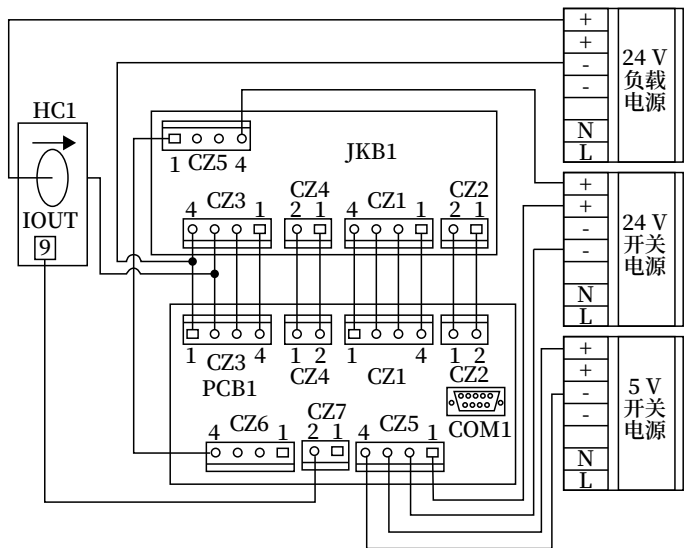 +
+
24 V
-
负载
-
电源
N
L
HC1
IOUT
9
JKB1
1 CZ5 4
4 CZ3 1
CZ4
2 1
4 CZ1 1
CZ2
2 1
+
+
24 V
-
开关
-
电源
N
L
1 CZ3 4
PCB1
1 2
CZ4
1 CZ1 4
1 2
CZ2
COM1
4 CZ6 1
CZ7
2 1
4 CZ5 1
+
+
5 V
-
开关
-
电源
N
L